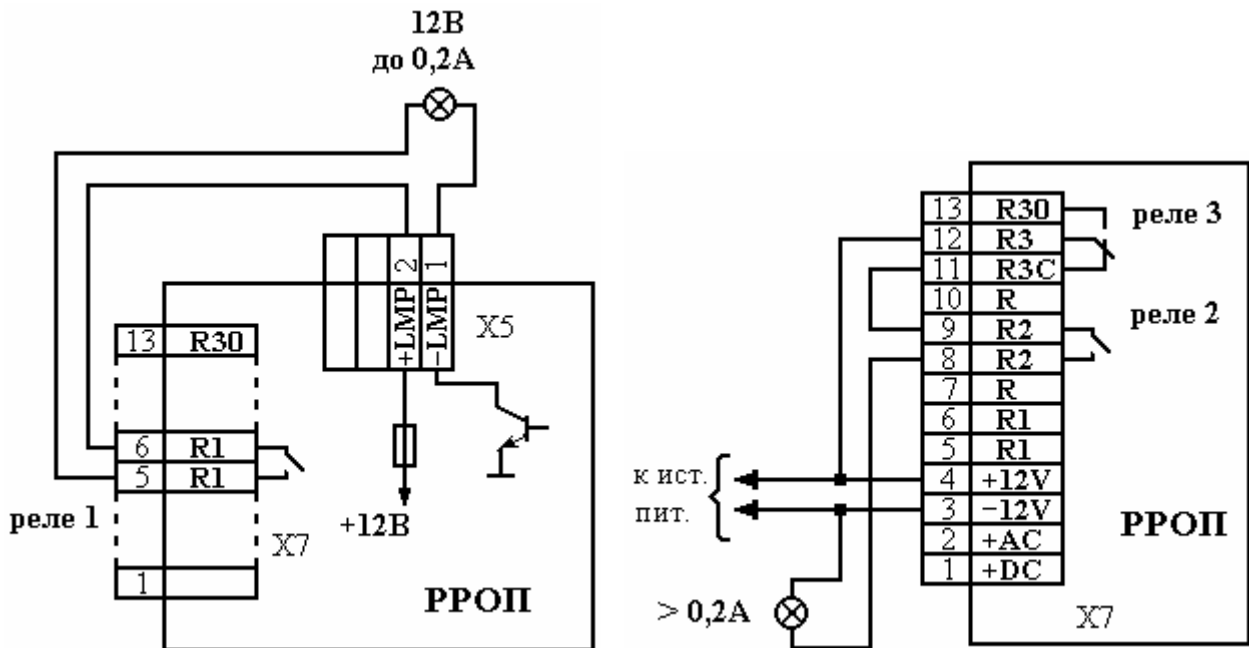 12В
до 0,2А
+LMP 2
−LMP 1
X5
13 R30
6 R1
5 R1
реле 1
X7
1
+12В
РРОП
13 R30
12 R3
11 R3C
10 R
9 R2
8 R2
7 R
6 R1
5 R1
4 +12V
3 −12V
2 +AC
1 +DC
реле 3
реле 2
к ист.
пит.
> 0,2А
РРОП
X7